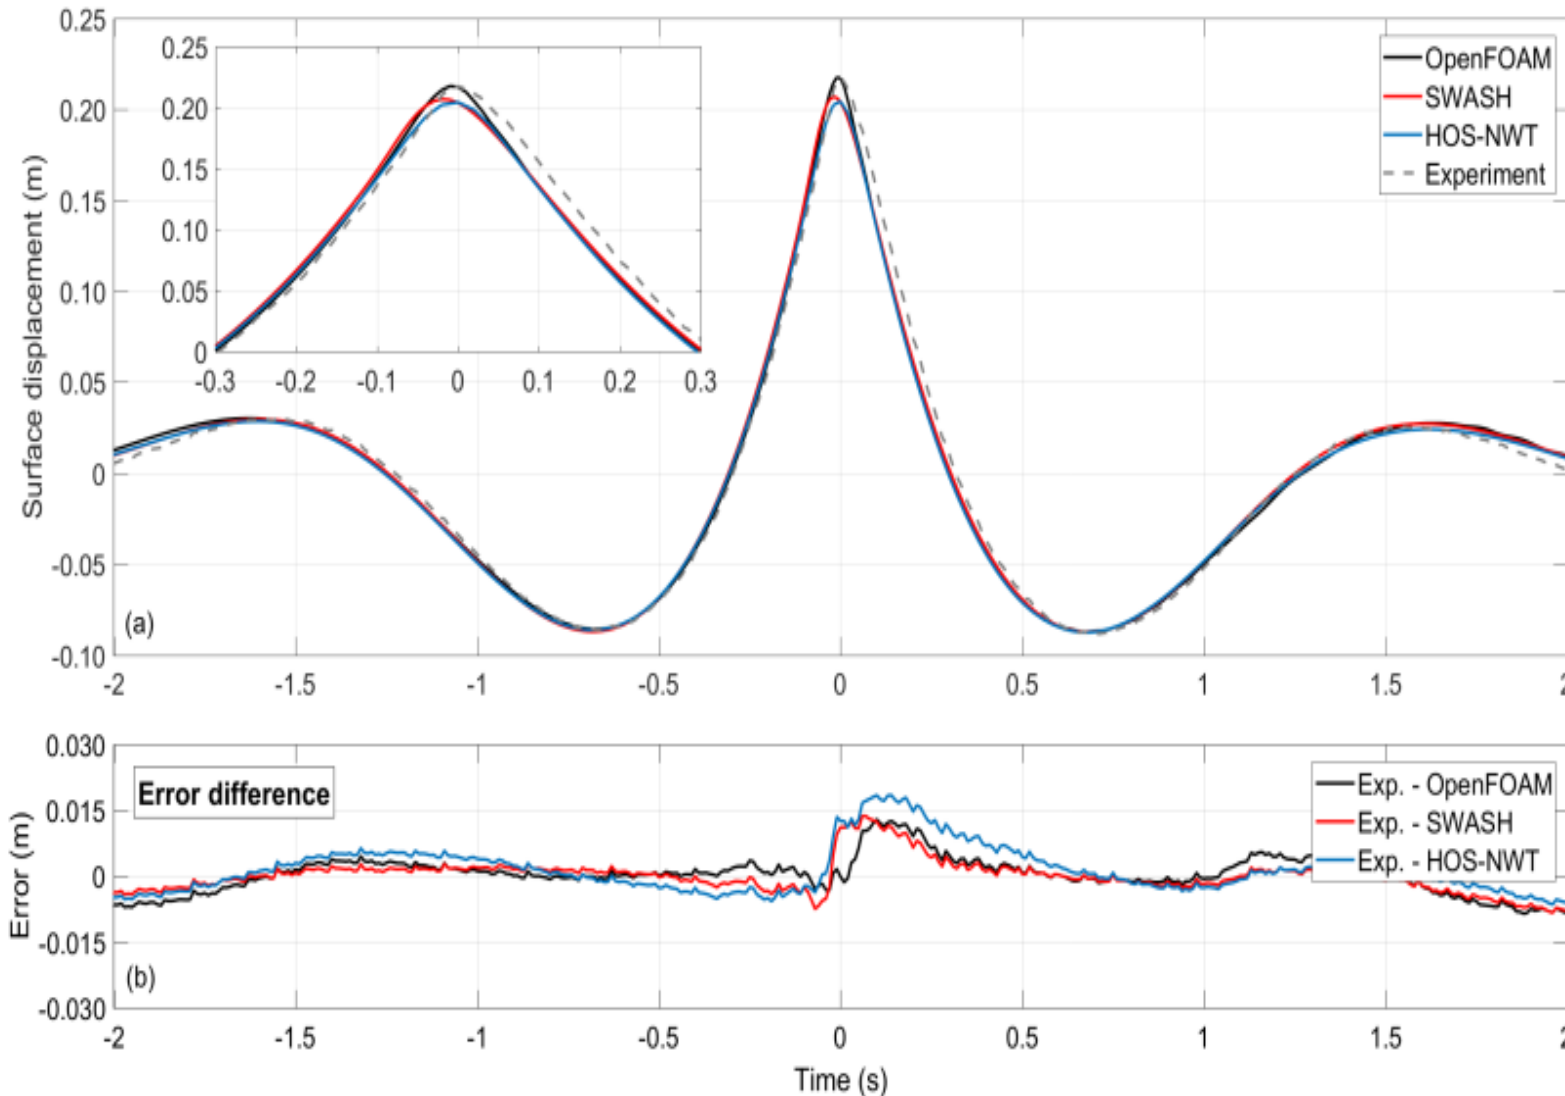 0.25
0.20
0.15
0.10
0.05
0
-0.05
-0.10
Surface displacement (m)
0.25
0.20
0.15
0.10
0.05
0
-0.3 -0.2 -0.1 0 0.1 0.2 0.3
OpenFOAM
SWASH
HOS-NWT
Experiment
(a)
-2 -1.5 -1 -0.5 0 0.5 1 1.5 2
0.030
0.015
0
-0.015
-0.030
Error (m)
Error difference
Exp. - OpenFOAM
Exp. - SWASH
Exp. - HOS-NWT
(b)
-2 -1.5 -1 -0.5 0 0.5 1 1.5 2
Time (s)